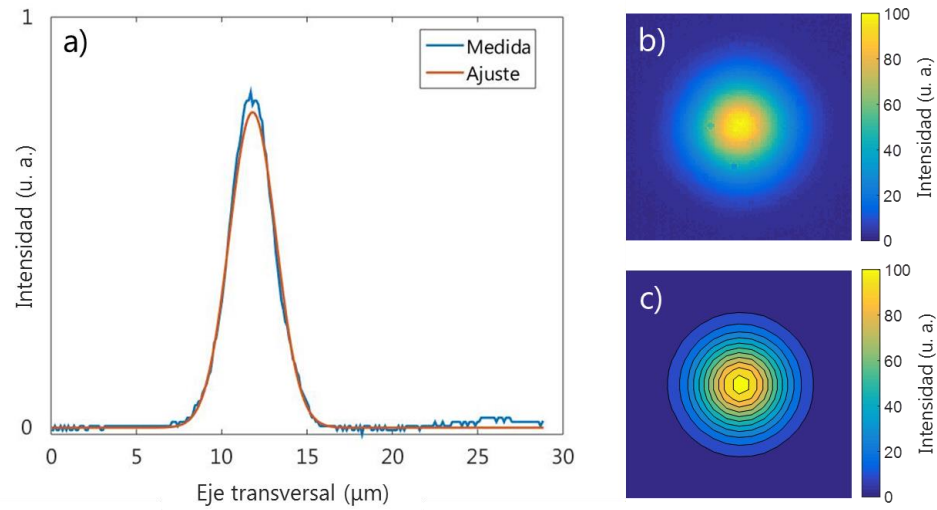 a)
Medida
Ajuste
1
0
Intensidad (u. a.)
0 5 10 15 20 25 30
Eje transversal (µm)
b)
100
80
60
40
20
0
Intensidad (u. a.)
c)
100
80
60
40
20
0
Intensidad (u. a.)